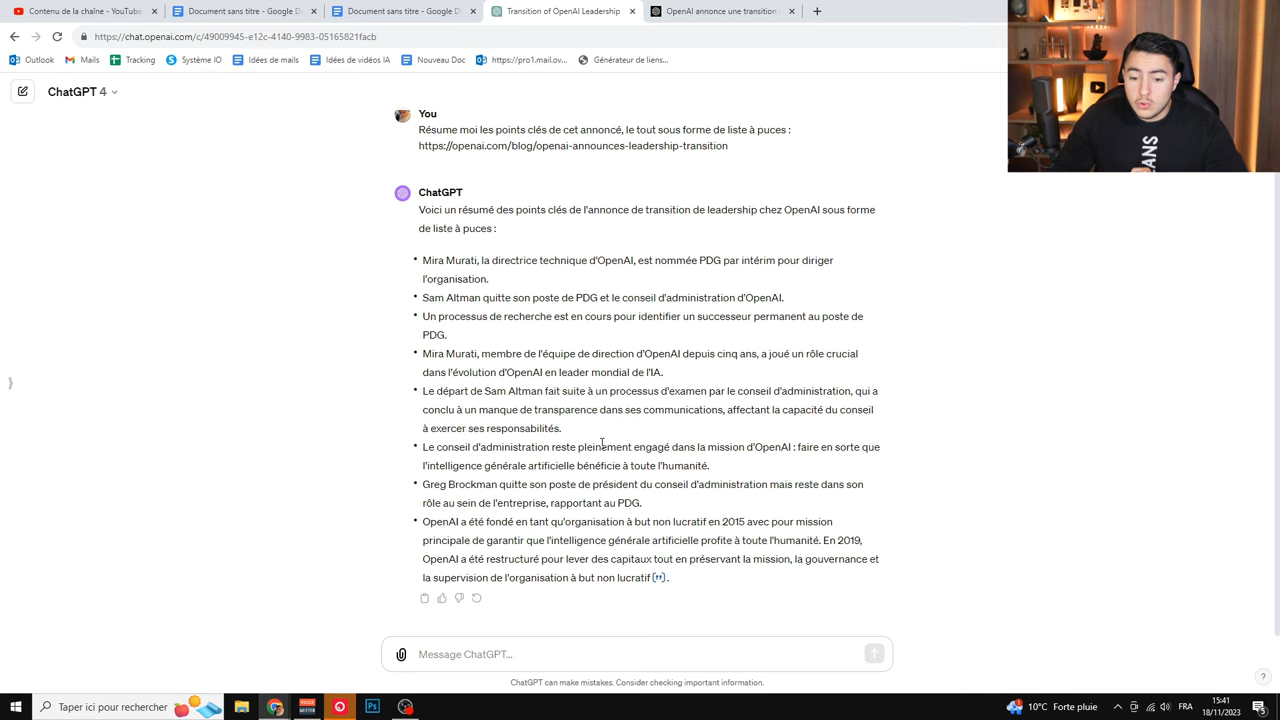 Contenu de la chaîne - YouTube
Document sans titre - Google D
Document sans titre - Google D
Transition of OpenAI Leadership
OpenAI annonce une transition
https://chat.openai.com/c/49009945-e12c-4140-9983-05165821facb
Outlook
Mails
Tracking
Système IO
Idées de mails
Idées de vidéos IA
Nouveau Doc
https://pro1.mail.ov...
Générateur de liens...
ChatGPT 4
You
Résume moi les points clés de cet annoncé, le tout sous forme de liste à puces :
https://openai.com/blog/openai-announces-leadership-transition
ChatGPT
Voici un résumé des points clés de l'annonce de transition de leadership chez OpenAI sous forme
de liste à puces :
• Mira Murati, la directrice technique d'OpenAI, est nommée PDG par intérim pour diriger
l'organisation.
• Sam Altman quitte son poste de PDG et le conseil d'administration d'OpenAI.
• Un processus de recherche est en cours pour identifier un successeur permanent au poste de
PDG.
• Mira Murati, membre de l'équipe de direction d'OpenAI depuis cinq ans, a joué un rôle crucial
dans l'évolution d'OpenAI en leader mondial de l'IA.
• Le départ de Sam Altman fait suite à un processus d'examen par le conseil d'administration, qui a
conclu à un manque de transparence dans ses communications, affectant la capacité du conseil
à exercer ses responsabilités.
• Le conseil d'administration reste pleinement engagé dans la mission d'OpenAI : faire en sorte que
l'intelligence générale artificielle bénéficie à toute l'humanité.
• Greg Brockman quitte son poste de président du conseil d'administration mais reste dans son
rôle au sein de l'entreprise, rapportant au PDG.
• OpenAI a été fondé en tant qu'organisation à but non lucratif en 2015 avec pour mission
principale de garantir que l'intelligence générale artificielle profite à toute l'humanité. En 2019,
OpenAI a été restructuré pour lever des capitaux tout en préservant la mission, la gouvernance et
la supervision de l'organisation à but non lucratif ["].
Message ChatGPT...
ChatGPT can make mistakes. Consider checking important information.
?
Taper ici pour rechercher
Ps
10°C Forte pluie
FRA
15:41
18/11/2023
5